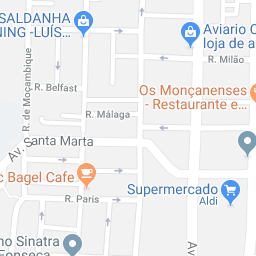 SALDANHA
NING -LUÍS...
Aviario C
loja de a
R. Milão
R. de Moçambique
R. Belfast
Os Monçanenses
- Restaurante e...
R. Málaga
Av. Santa Marta
c Bagel Cafe
Supermercado
Aldi
R. Paris
no Sinatra
Fonseca
Av